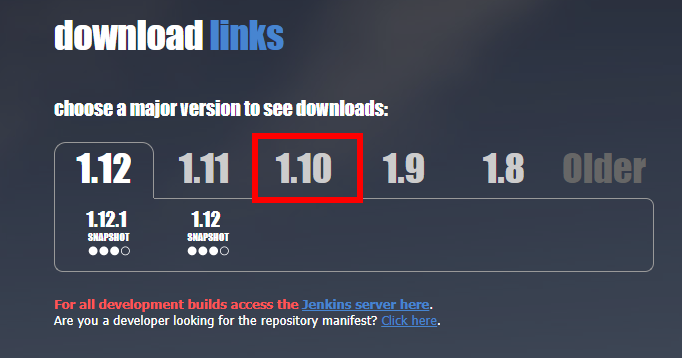 download links
choose a major version to see downloads:
1.12 1.11 1.10 1.9 1.8 Older
1.12.1 1.12
SNAPSHOT SNAPSHOT
For all development builds access the Jenkins server here.
Are you a developer looking for the repository manifest? Click here.